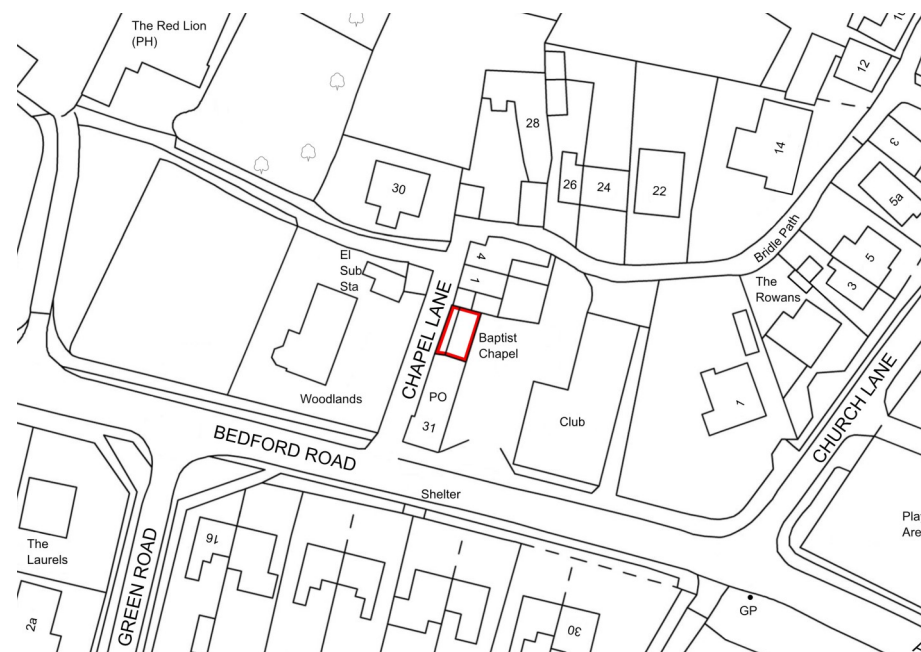 The Red Lion
(PH)
12
28
14
3
30
26
24
22
5a
Bridle Path
El
Sub
Sta
4
1
5
3
The
Rowans
CHAPEL LANE
Baptist
Chapel
Woodlands
PO
31
Club
1
CHURCH LANE
BEDFORD ROAD
Shelter
The
Laurels
16
GREEN ROAD
2a
30
GP